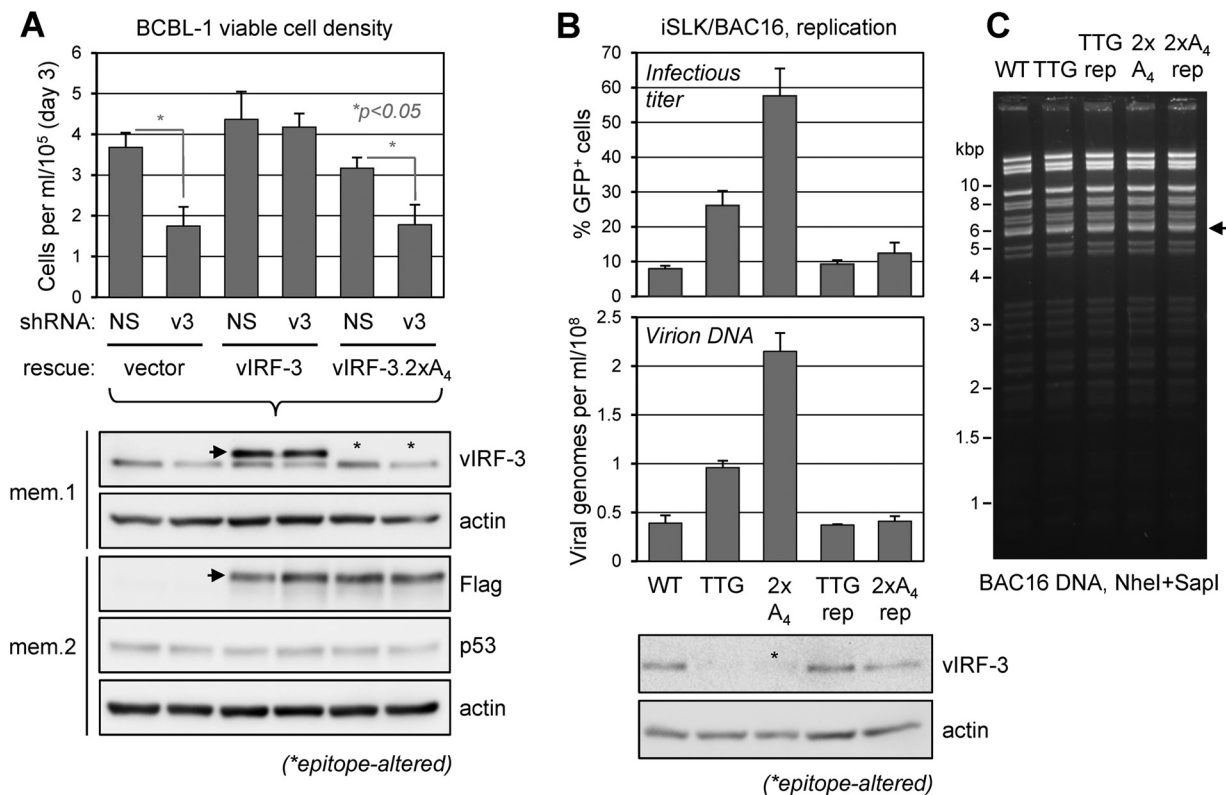 A
BCBL-1 viable cell density
Cells per ml/10⁵ (day 3)
6
5
4
3
2
1
0
*
*p<0.05
*
shRNA: NS v3 NS v3 NS v3
rescue: vector vIRF-3 vIRF-3.2xA₄
mem.1
* *
vIRF-3
actin
mem.2
Flag
p53
actin
(*epitope-altered)
B
iSLK/BAC16, replication
Infectious titer
% GFP⁺ cells
70
60
50
40
30
20
10
0
Virion DNA
Viral genomes per ml/10⁸
2.5
2
1.5
1
0.5
0
WT TTG 2x A₄ TTG rep 2xA₄ rep
*
vIRF-3
actin
(*epitope-altered)
C
WT TTG TTG rep 2x A₄ 2xA₄ rep
kbp
10
8
6
5
4
3
2
1.5
1
BAC16 DNA, NheI+SapI